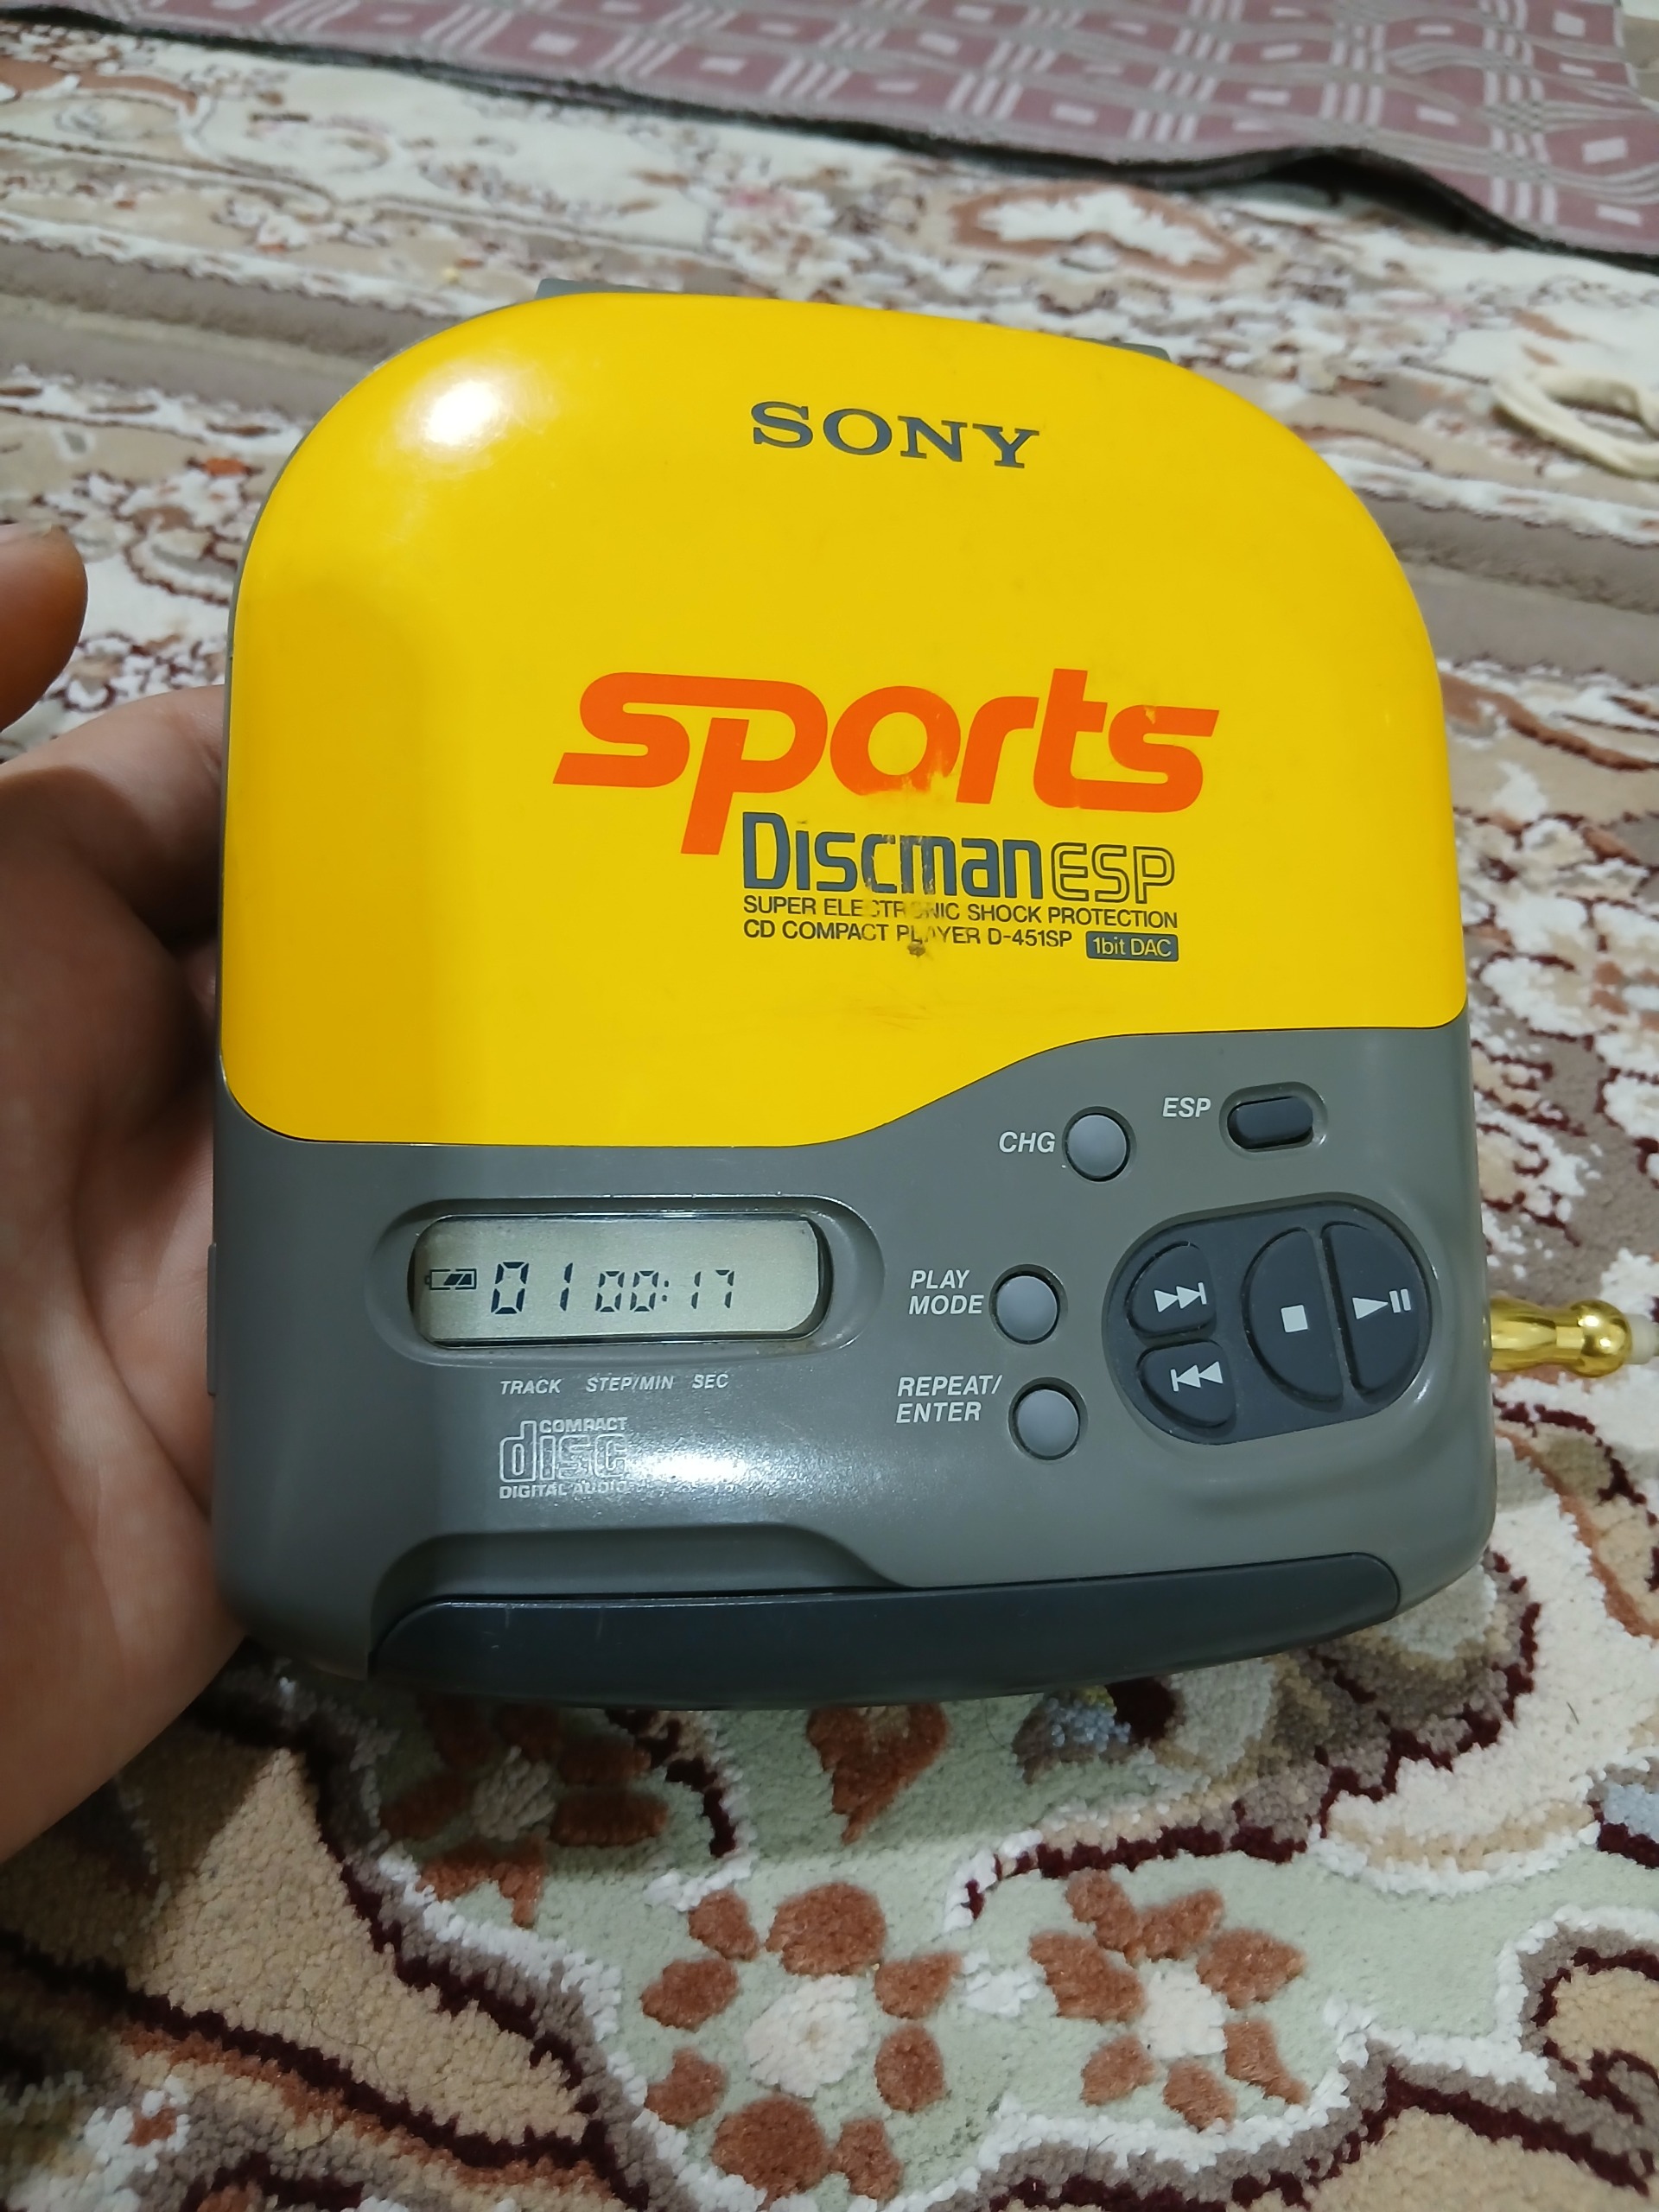 SONY
sports
Discman ESP
SUPER ELECTRONIC SHOCK PROTECTION
CD COMPACT PLAYER D-451SP 1bit DAC
ESP
CHG
01 00:17
PLAY
MODE
TRACK STEP/MIN SEC
REPEAT/
ENTER
COMPACT
disc
DIGITAL AUDIO